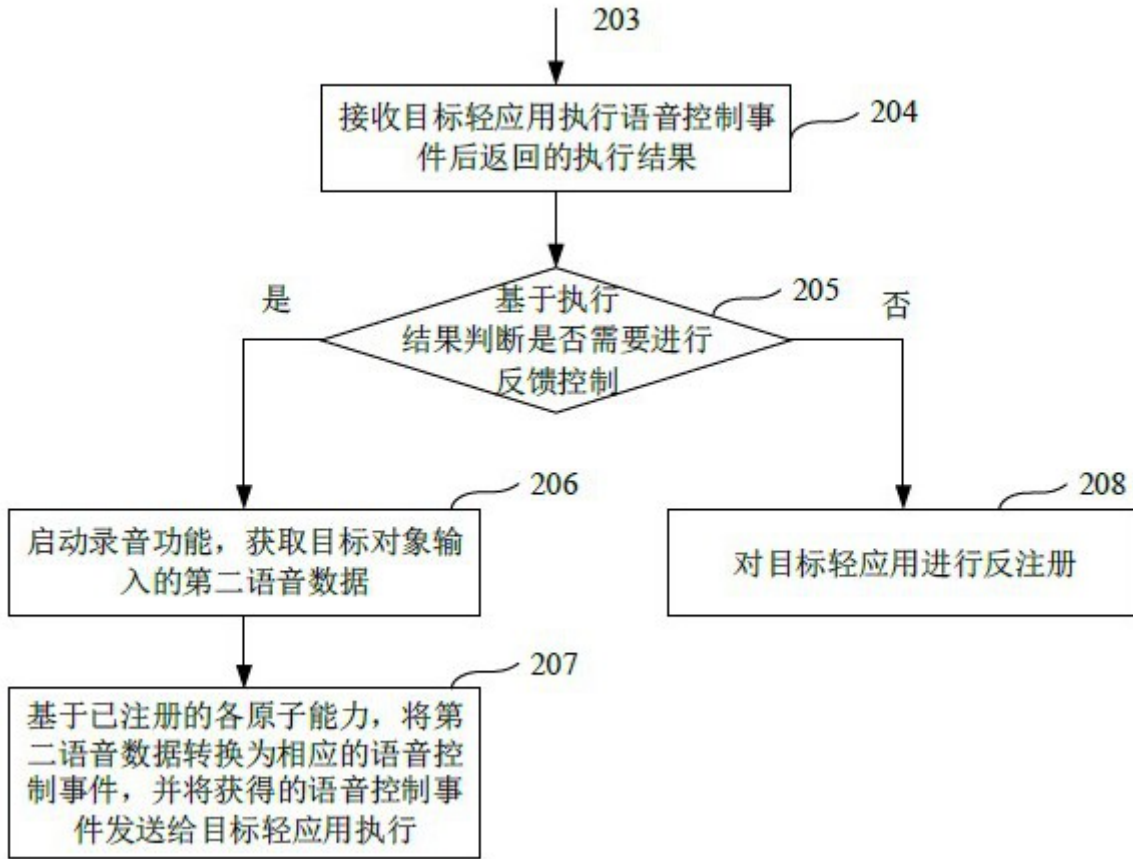 203
接收目标轻应用执行语音控制事
件后返回的执行结果
204
基于执行
结果判断是否需要进行
反馈控制
205
是
否
206
启动录音功能，获取目标对象输
入的第二语音数据
208
对目标轻应用进行反注册
207
基于已注册的各原子能力，将第
二语音数据转换为相应的语音控
制事件，并将获得的语音控制事
件发送给目标轻应用执行